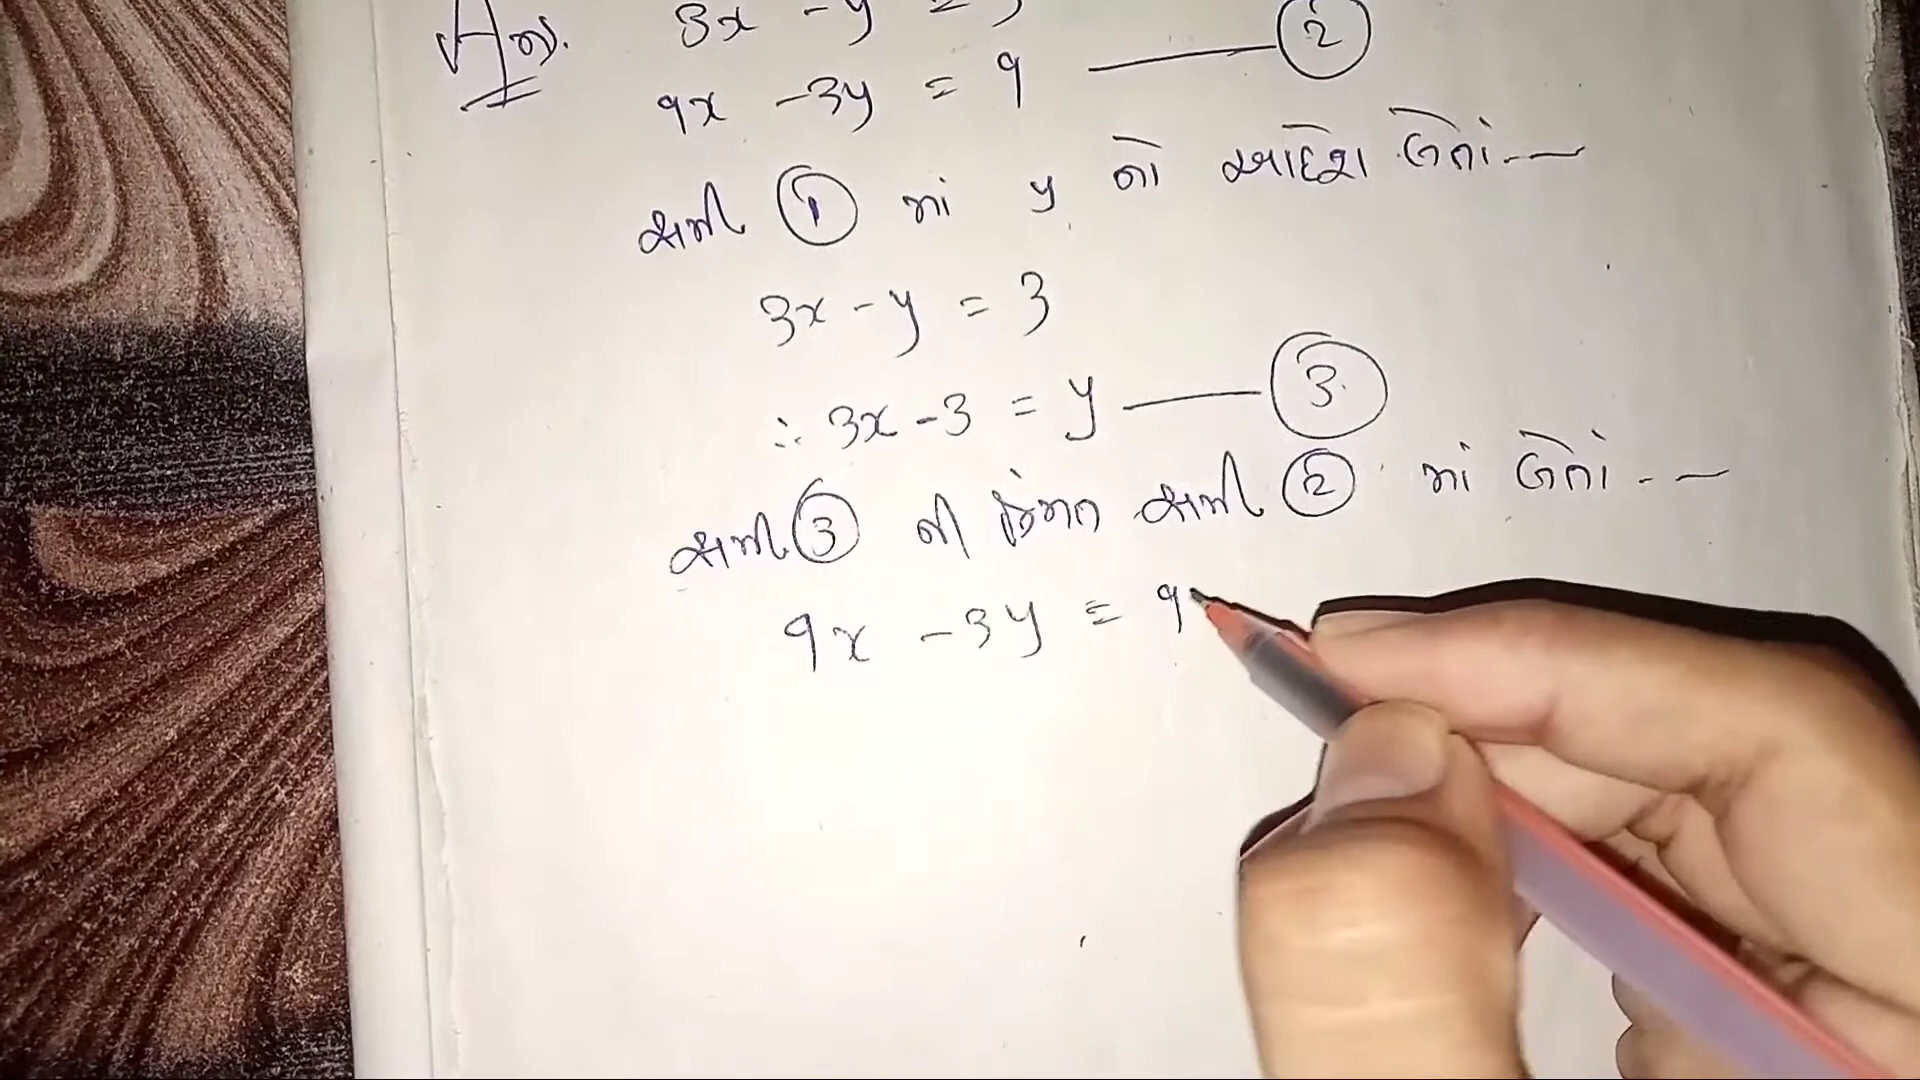 Ans. 3x - y = 3
9x - 3y = 9 —— ②
સમી ① માં y નો આદેશ લેતાં --
3x - y = 3
∴ 3x - 3 = y —— ③
સમી ③ ની કિંમત સમી ② માં લેતાં --
9x - 3y = 9